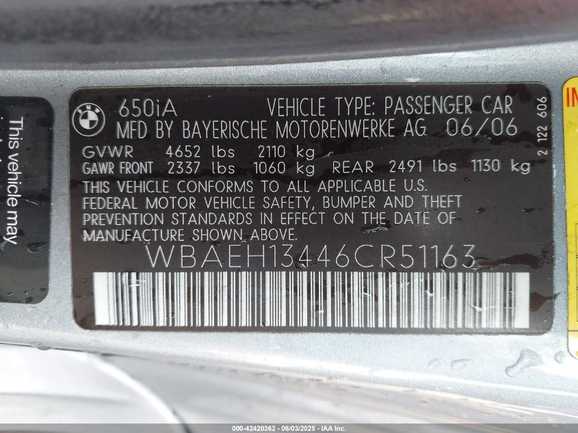 650iA VEHICLE TYPE: PASSENGER CAR
MFD BY BAYERISCHE MOTORENWERKE AG 06/06
GVWR 4652 lbs 2110 kg
GAWR FRONT 2337 lbs 1060 kg REAR 2491 lbs 1130 kg
THIS VEHICLE CONFORMS TO ALL APPLICABLE U.S.
FEDERAL MOTOR VEHICLE SAFETY, BUMPER AND THEFT
PREVENTION STANDARDS IN EFFECT ON THE DATE OF
MANUFACTURE SHOWN ABOVE.
WBAEH13446CR51163
2 122 606
This vehicle may
000-42420262 - 06/03/2025 - IAA Inc.